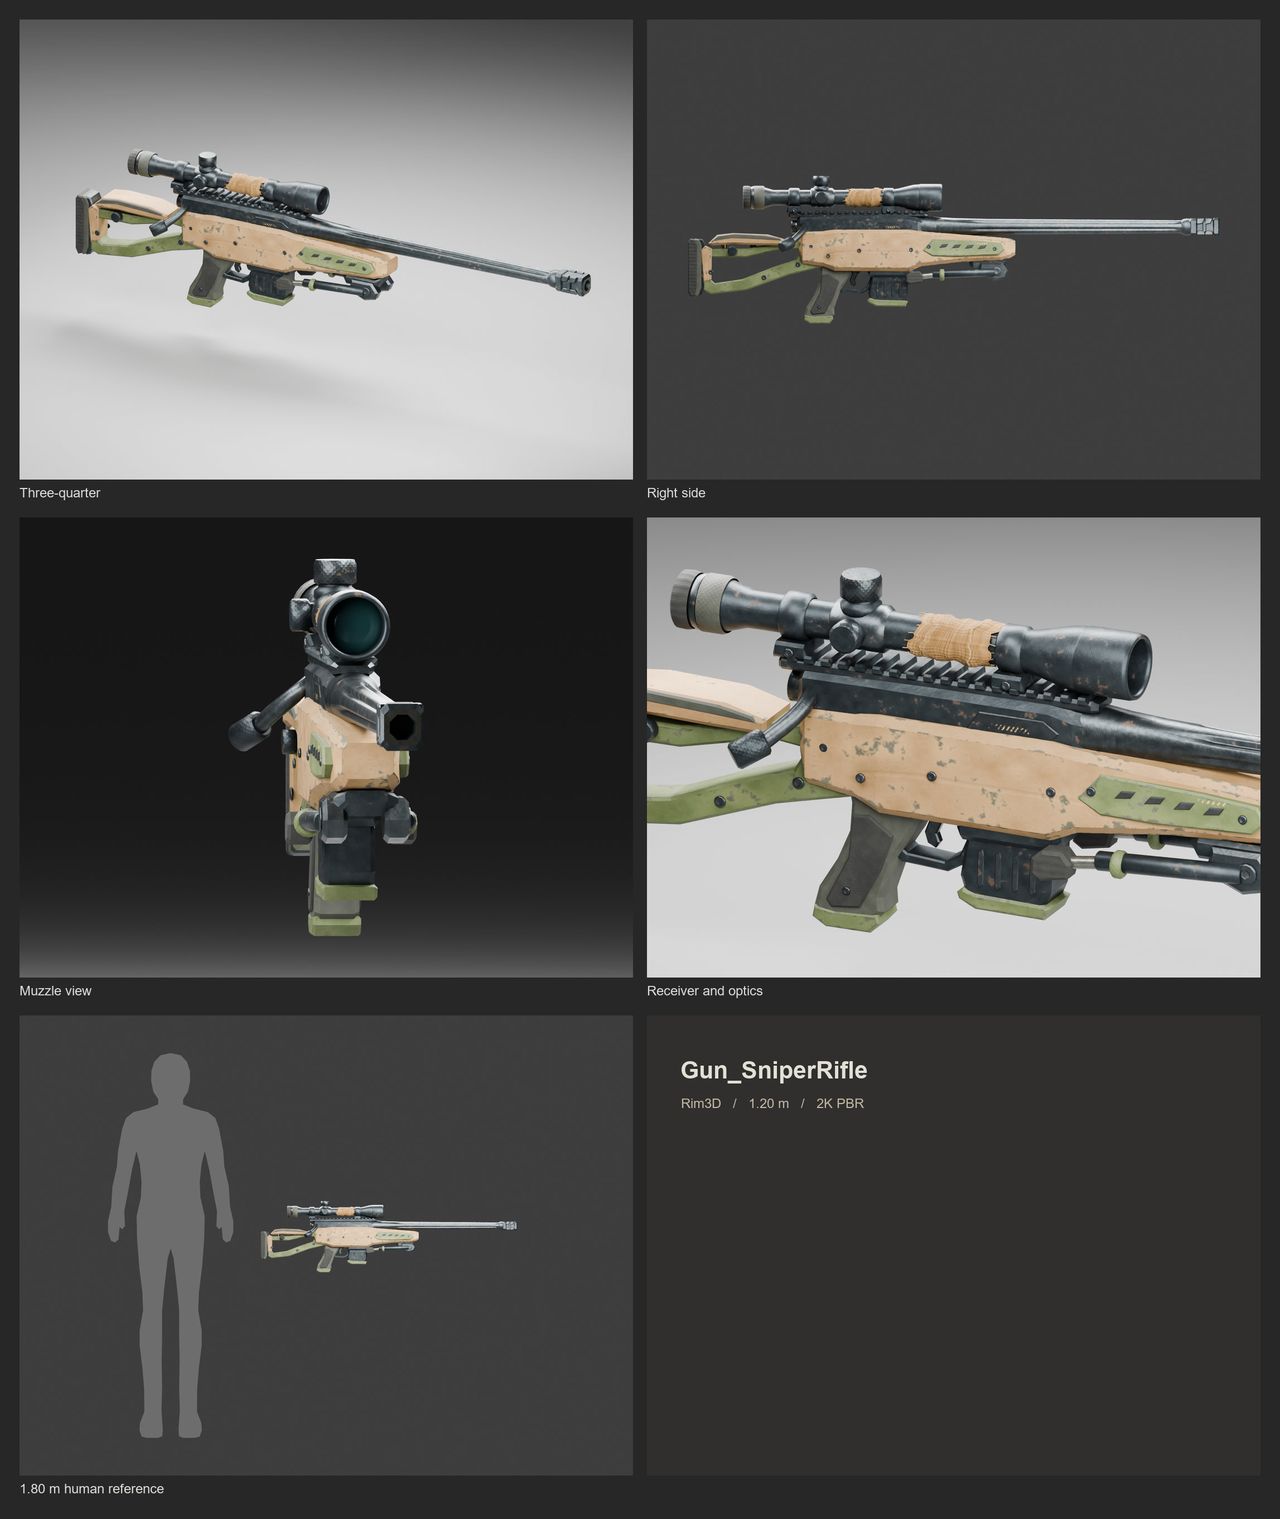 Three-quarter
Right side
Muzzle view
Receiver and optics
Gun_SniperRifle
Rim3D / 1.20 m / 2K PBR
1.80 m human reference